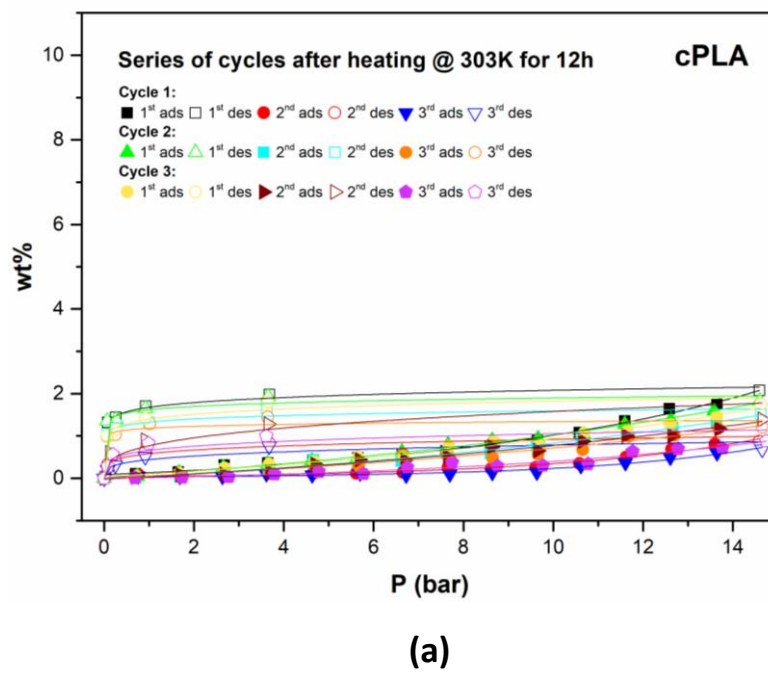 10
8
6
4
2
0
wt%
Series of cycles after heating @ 303K for 12h
cPLA
Cycle 1:
1st ads 1st des 2nd ads 2nd des 3rd ads 3rd des
Cycle 2:
1st ads 1st des 2nd ads 2nd des 3rd ads 3rd des
Cycle 3:
1st ads 1st des 2nd ads 2nd des 3rd ads 3rd des
0 2 4 6 8 10 12 14
P (bar)
(a)